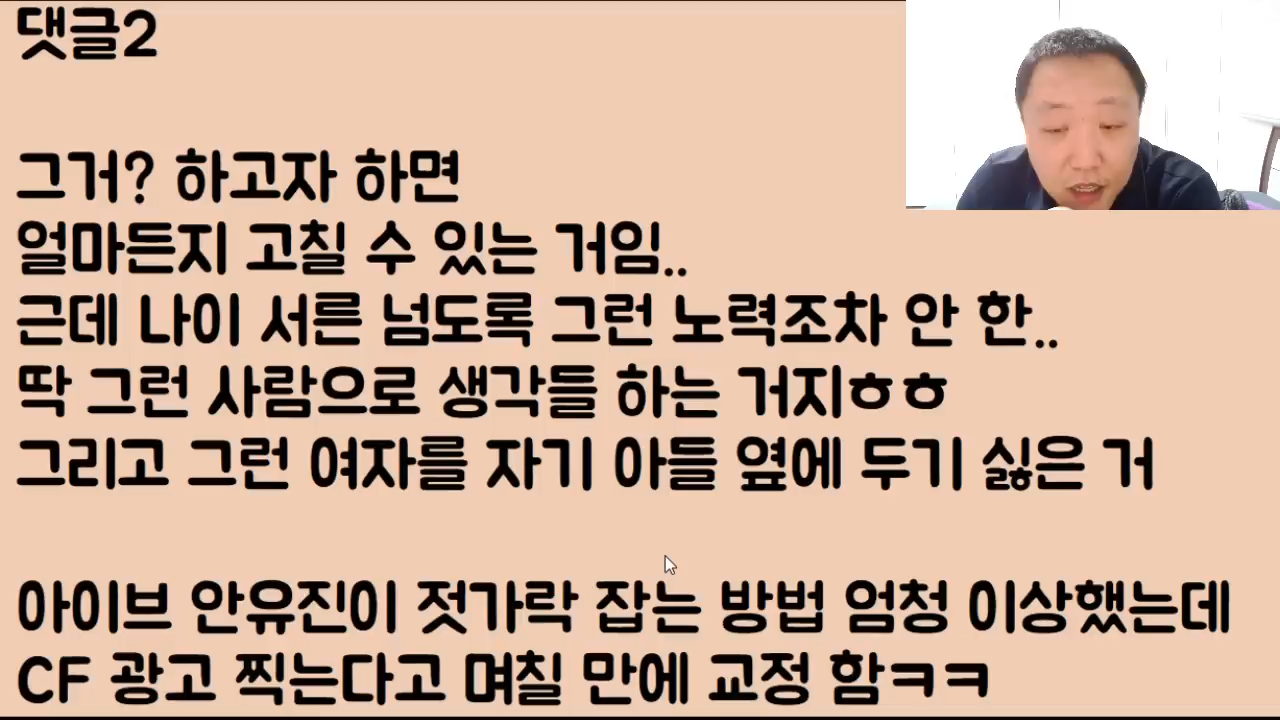 댓글2
그거? 하고자 하면
얼마든지 고칠 수 있는 거임..
근데 나이 서른 넘도록 그런 노력조차 안 한..
딱 그런 사람으로 생각들 하는 거지ㅎㅎ
그리고 그런 여자를 자기 아들 옆에 두기 싫은 거
아이브 안유진이 젓가락 잡는 방법 엄청 이상했는데
CF 광고 찍는다고 며칠 만에 교정 함ㅋㅋ